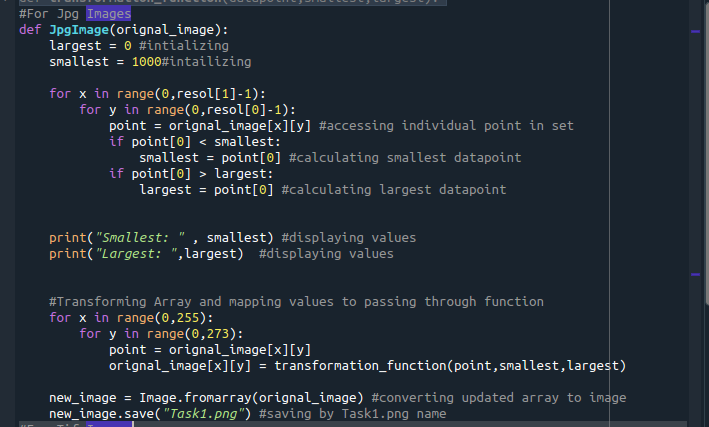 def transformation_function(datapoint,smallest,largest):
#For Jpg Images
def JpgImage(orignal_image):
    largest = 0 #intializing
    smallest = 1000#intailizing
    for x in range(0,resol[1]-1):
        for y in range(0,resol[0]-1):
            point = orignal_image[x][y] #accessing individual point in set
            if point[0] < smallest:
                smallest = point[0] #calculating smallest datapoint
            if point[0] > largest:
                largest = point[0] #calculating largest datapoint
    print("Smallest: " , smallest) #displaying values
    print("Largest: ",largest)  #displaying values
    #Transforming Array and mapping values to passing through function
    for x in range(0,255):
        for y in range(0,273):
            point = orignal_image[x][y]
            orignal_image[x][y] = transformation_function(point,smallest,largest)
    new_image = Image.fromarray(orignal_image) #converting updated array to image
    new_image.save("Task1.png") #saving by Task1.png name